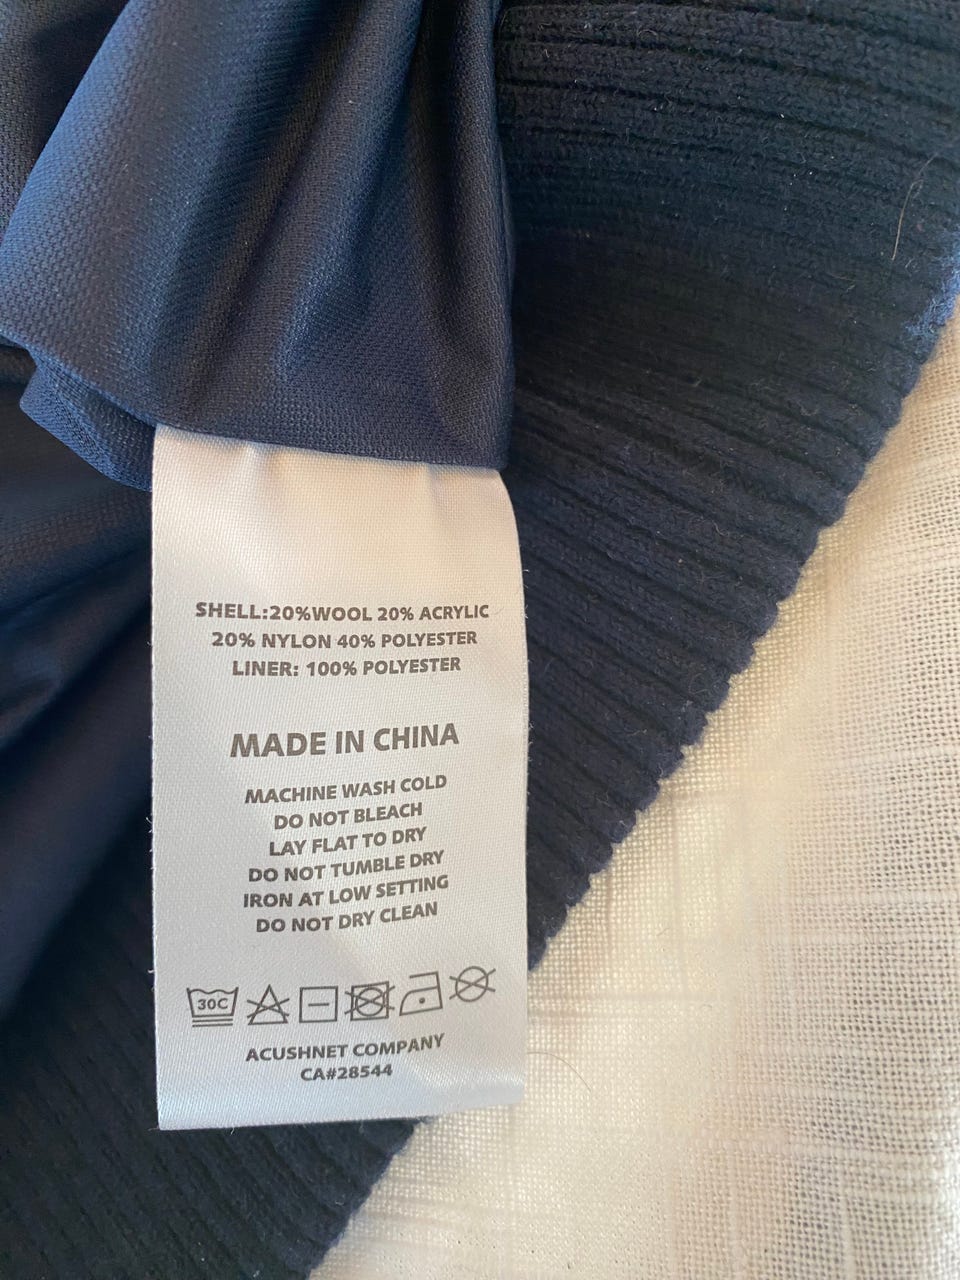 SHELL:20%WOOL 20% ACRYLIC
20% NYLON 40% POLYESTER
LINER: 100% POLYESTER
MADE IN CHINA
MACHINE WASH COLD
DO NOT BLEACH
LAY FLAT TO DRY
DO NOT TUMBLE DRY
IRON AT LOW SETTING
DO NOT DRY CLEAN
30C
ACUSHNET COMPANY
CA#28544